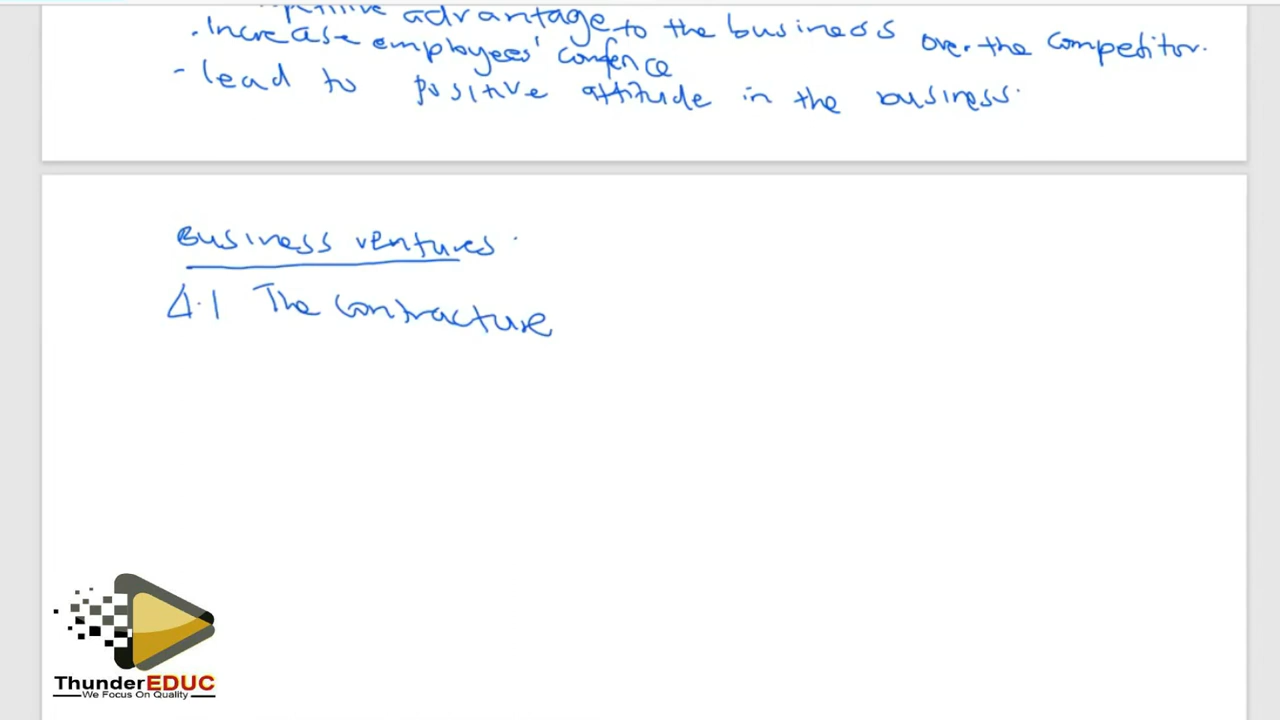 advantage to the business over the competitor.
. Increase employees' confence
- lead to positive attitude in the business.
Business ventures.
4.1 The contracture
ThunderEDUC
We Focus On Quality